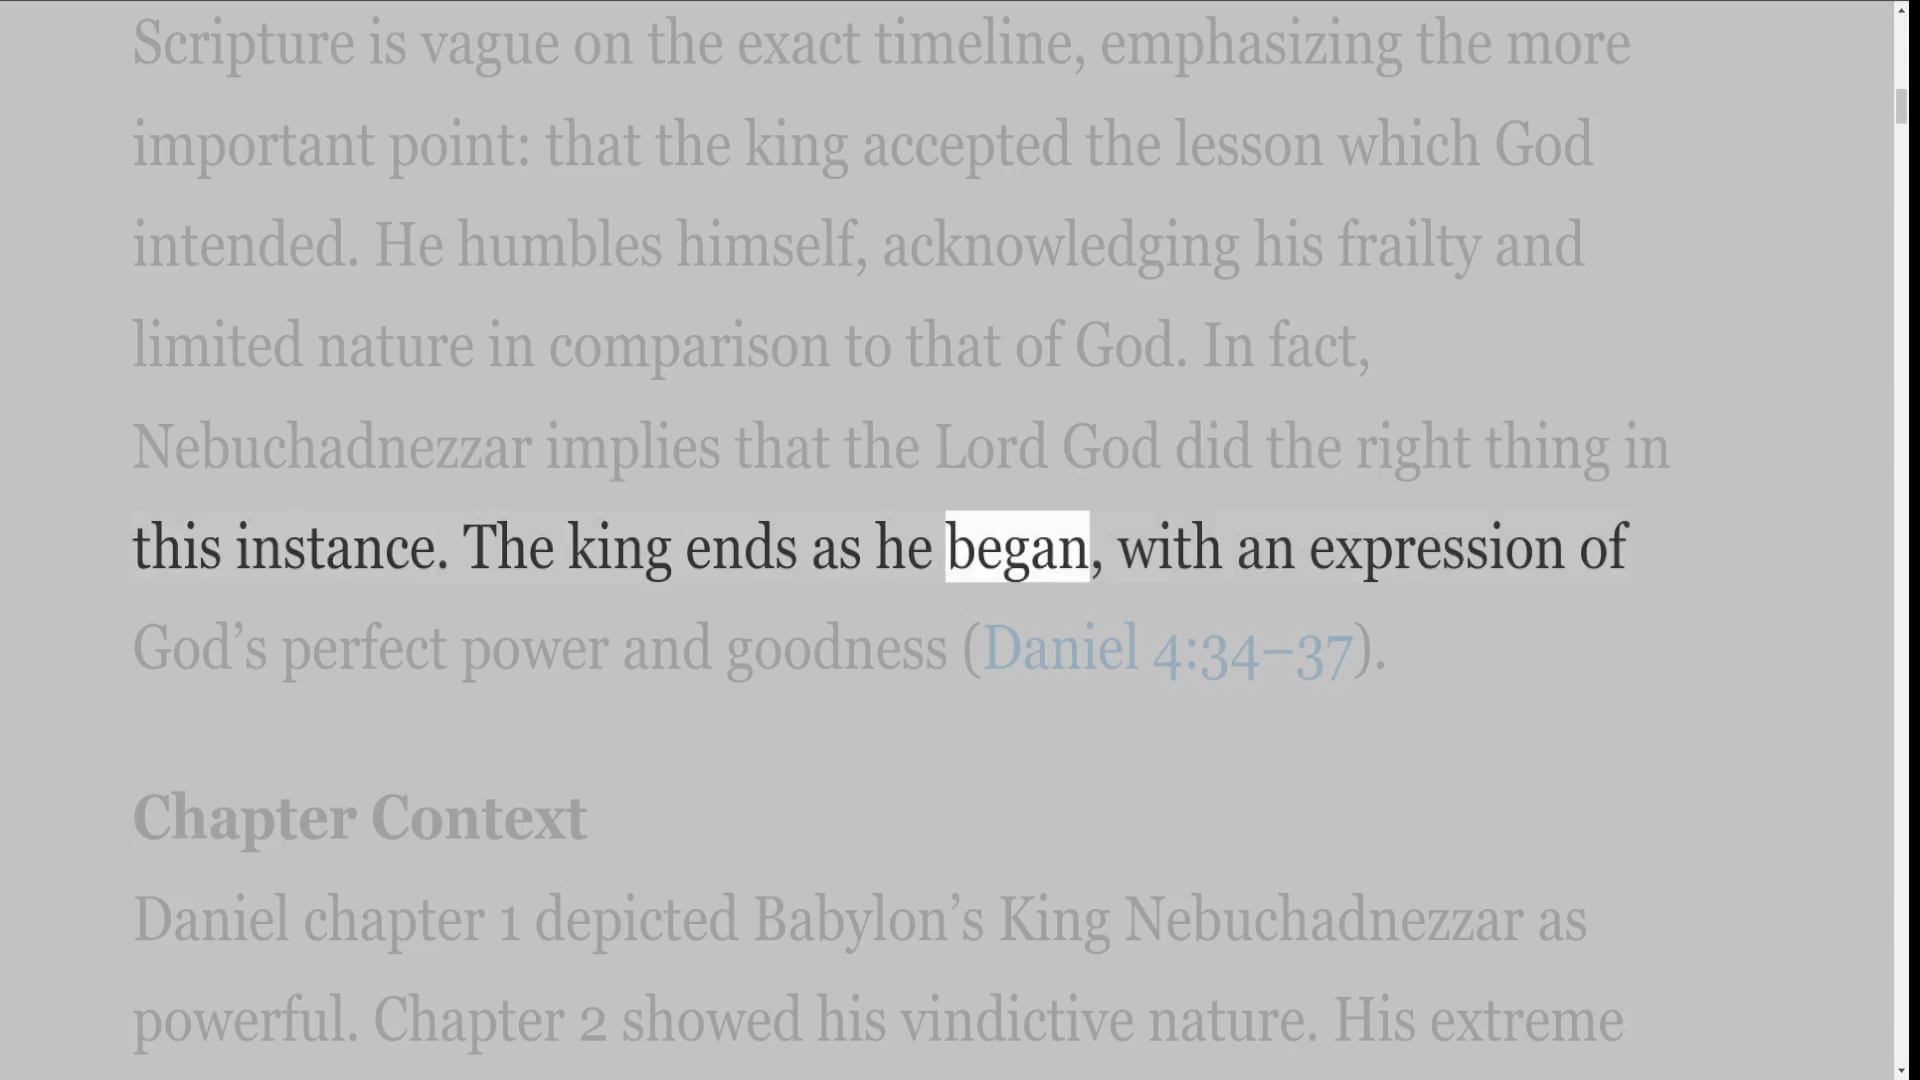 Scripture is vague on the exact timeline, emphasizing the more
important point: that the king accepted the lesson which God
intended. He humbles himself, acknowledging his frailty and
limited nature in comparison to that of God. In fact,
Nebuchadnezzar implies that the Lord God did the right thing in
this instance. The king ends as he began, with an expression of
God’s perfect power and goodness (Daniel 4:34–37).
Chapter Context
Daniel chapter 1 depicted Babylon’s King Nebuchadnezzar as
powerful. Chapter 2 showed his vindictive nature. His extreme